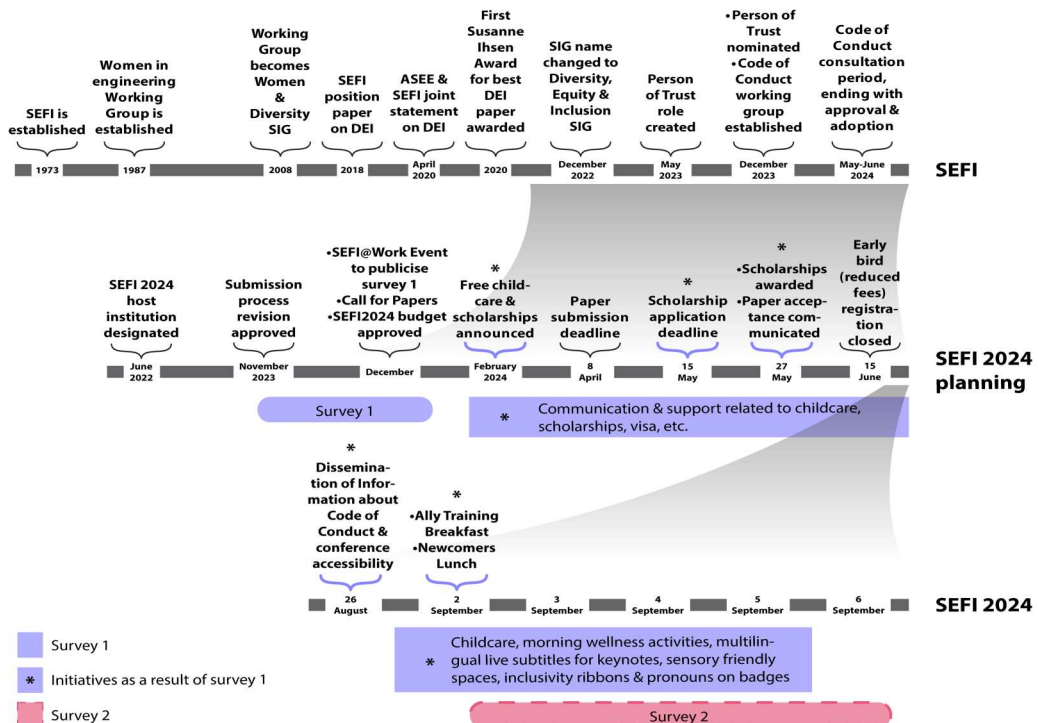 SEFI is
established
1973
Women in
engineering
Working
Group is
established
1987
Working
Group
becomes
Women
&
Diversity
SIG
2008
SEFI
position
paper
on DEI
2018
ASEE &
SEFI joint
statement
on DEI
April
2020
First
Susanne
Ihsen
Award
for best
DEI
paper
awarded
2020
SIG name
changed to
Diversity,
Equity &
Inclusion
SIG
December
2022
Person
of Trust
role
created
May
2023
•Person of
Trust
nominated
•Code of
Conduct
working
group
established
December
2023
Code of
Conduct
consultation
period,
ending with
approval &
adoption
May-June
2024
SEFI
SEFI 2024
host
institution
designated
June
2022
Submission
process
revision
approved
November
2023
•SEFI@Work Event
to publicise
survey 1
•Call for Papers
•SEFI2024 budget
approved
December
*
Free child-
care &
scholarships
announced
February
2024
Paper
submission
deadline
8
April
*
Scholarship
application
deadline
15
May
*
•Scholarships
awarded
•Paper accep-
tance com-
municated
27
May
Early
bird
(reduced
fees)
registra-
tion
closed
15
June
SEFI 2024
planning
Survey 1
* Communication & support related to childcare,
scholarships, visa, etc.
*
Dissemina-
tion of Infor-
mation about
Code of
Conduct &
conference
accessibility
26
August
*
•Ally Training
Breakfast
•Newcomers
Lunch
2
September
3
September
4
September
5
September
6
September
SEFI 2024
Childcare, morning wellness activities, multilin-
* gual live subtitles for keynotes, sensory friendly
spaces, inclusivity ribbons & pronouns on badges
Survey 2
Survey 1
* Initiatives as a result of survey 1
Survey 2